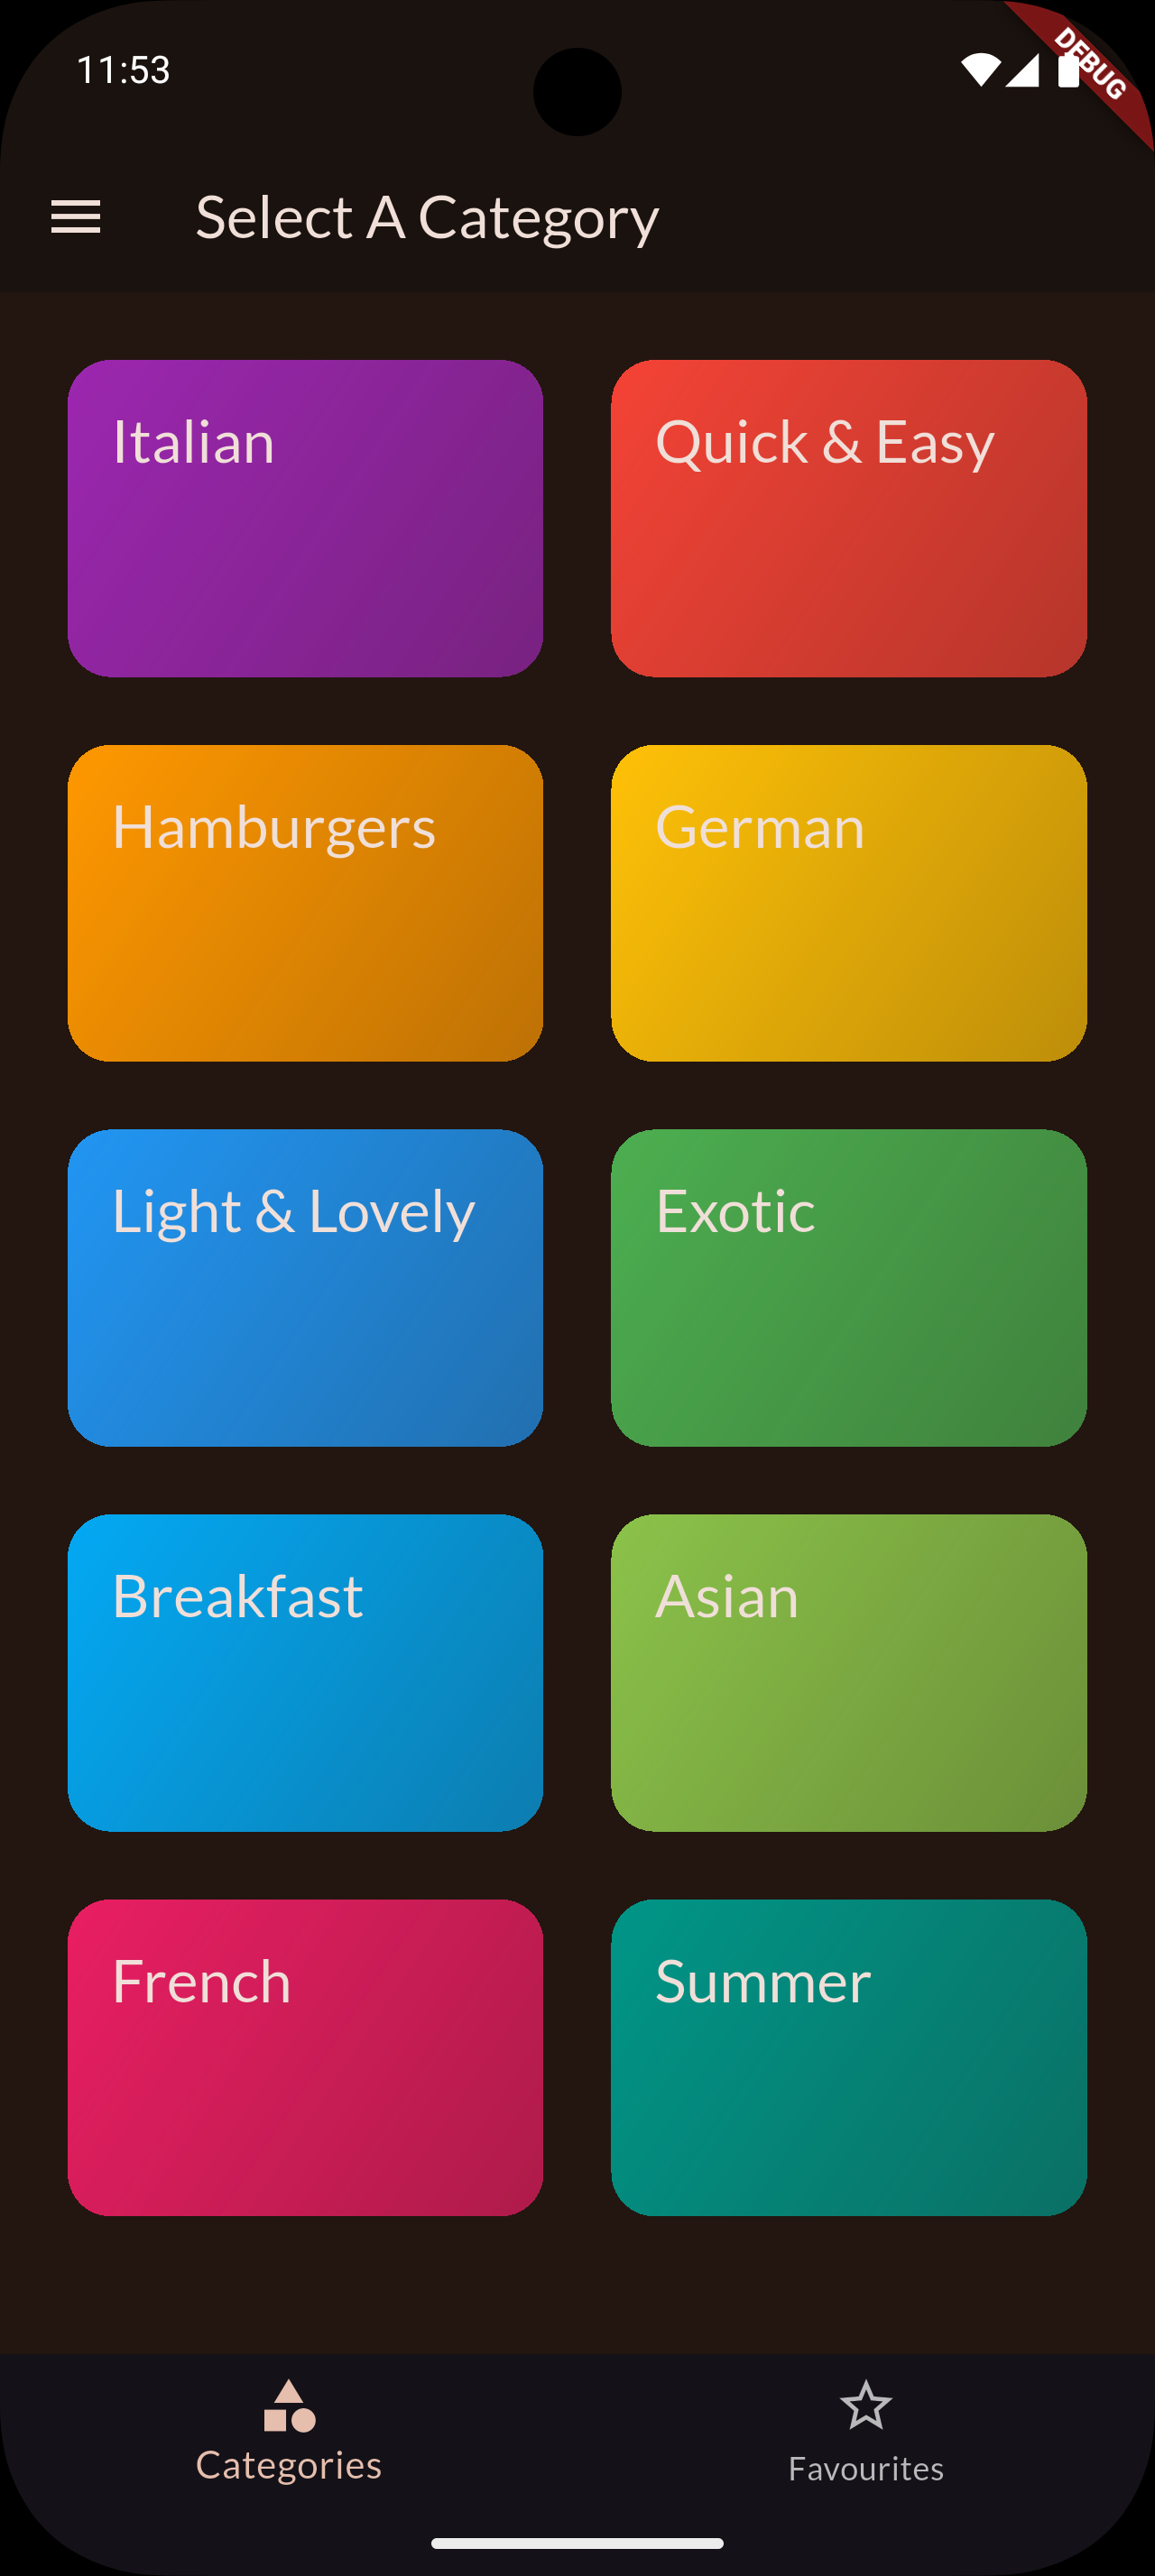 11:53
DEBUG
Select A Category
Italian
Quick & Easy
Hamburgers
German
Light & Lovely
Exotic
Breakfast
Asian
French
Summer
Categories
Favourites